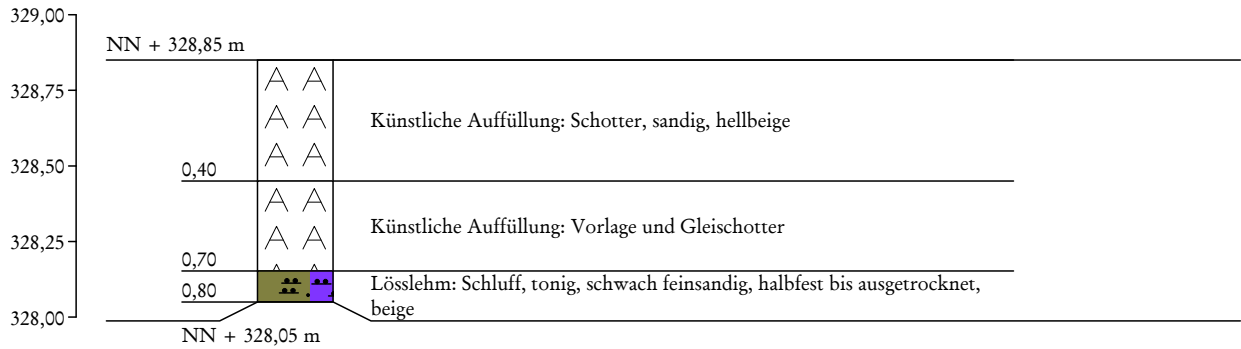 329,00
NN + 328,85 m
328,75
Künstliche Auffüllung: Schotter, sandig, hellbeige
328,50
0,40
Künstliche Auffüllung: Vorlage und Gleischotter
328,25
0,70
Lösslehm: Schluff, tonig, schwach feinsandig, halbfest bis ausgetrocknet,
0,80
beige
328,00
NN + 328,05 m